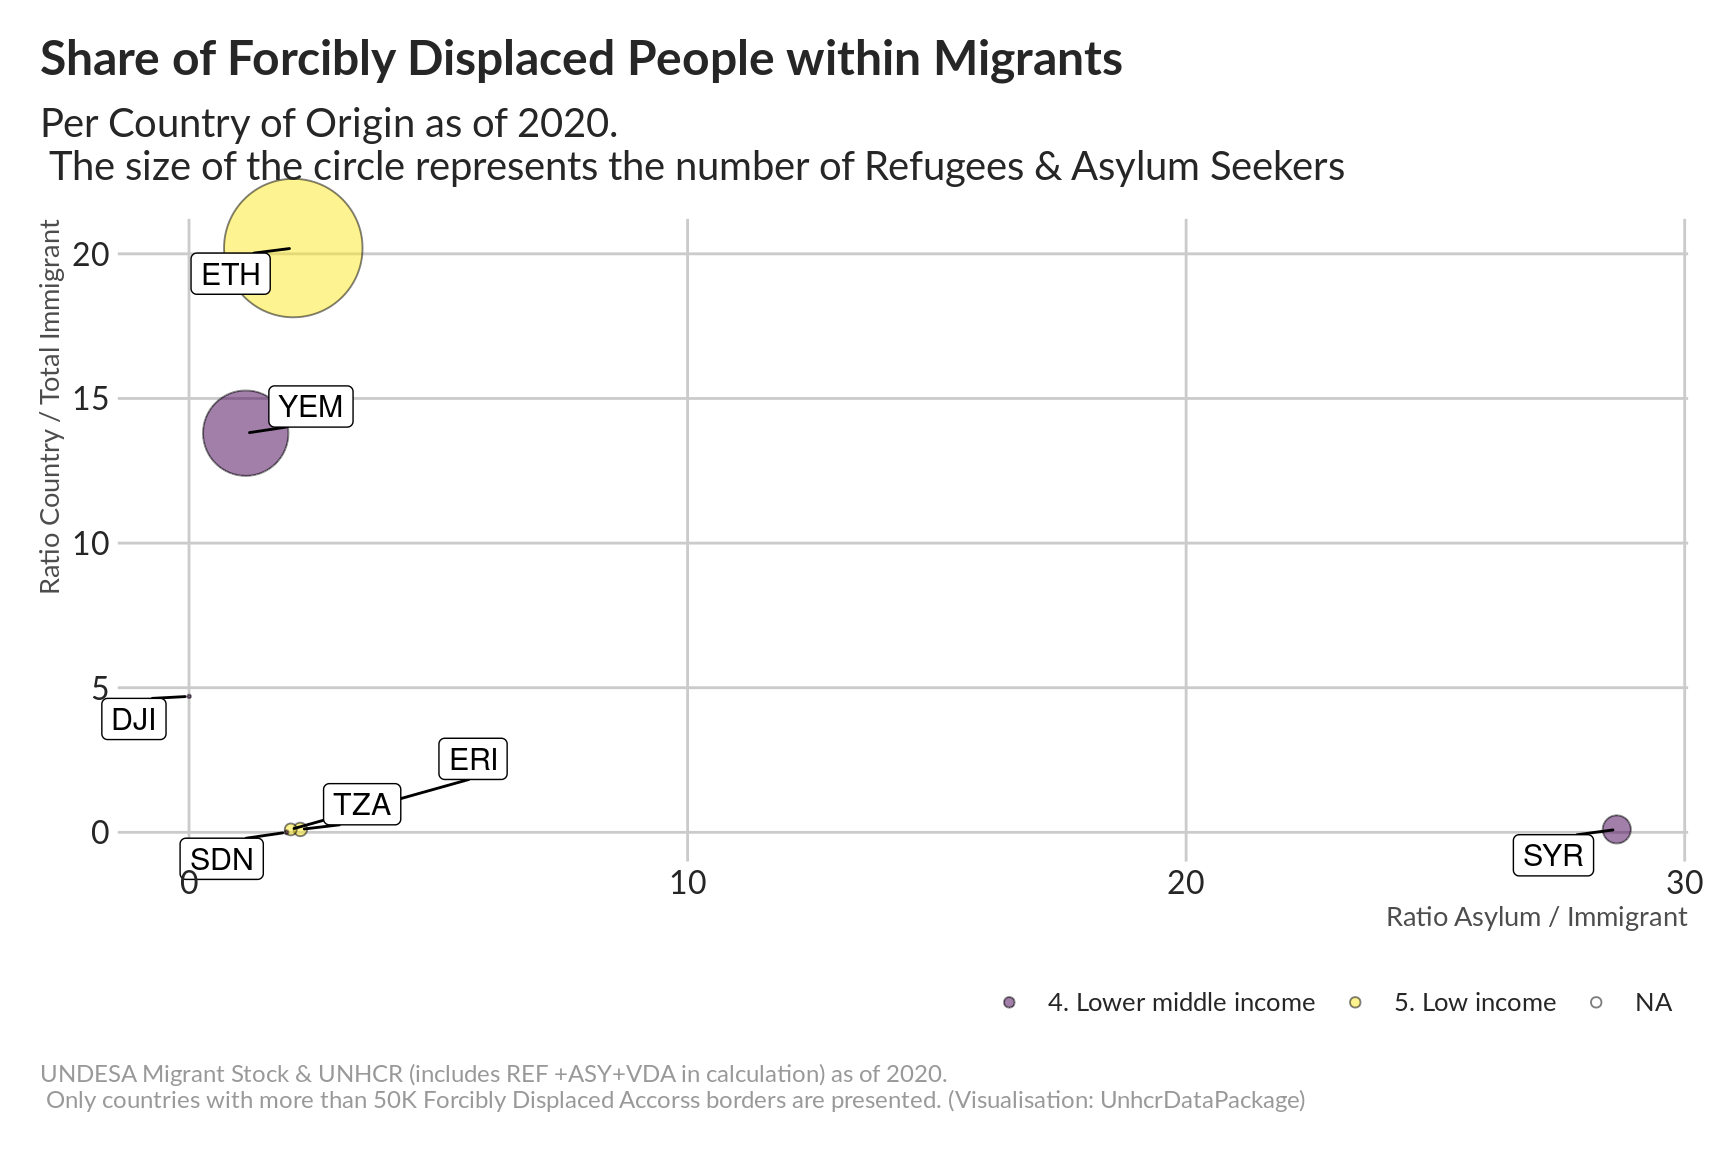 Share of Forcibly Displaced People within Migrants
Per Country of Origin as of 2020.
The size of the circle represents the number of Refugees & Asylum Seekers
Ratio Country / Total Immigrant
20
15
10
5
0
ETH
YEM
DJI
ERI
TZA
SDN
SYR
0
10
20
30
Ratio Asylum / Immigrant
4. Lower middle income
5. Low income
NA
UNDESA Migrant Stock & UNHCR (includes REF +ASY+VDA in calculation) as of 2020.
Only countries with more than 50K Forcibly Displaced Accorss borders are presented. (Visualisation: UnhcrDataPackage)